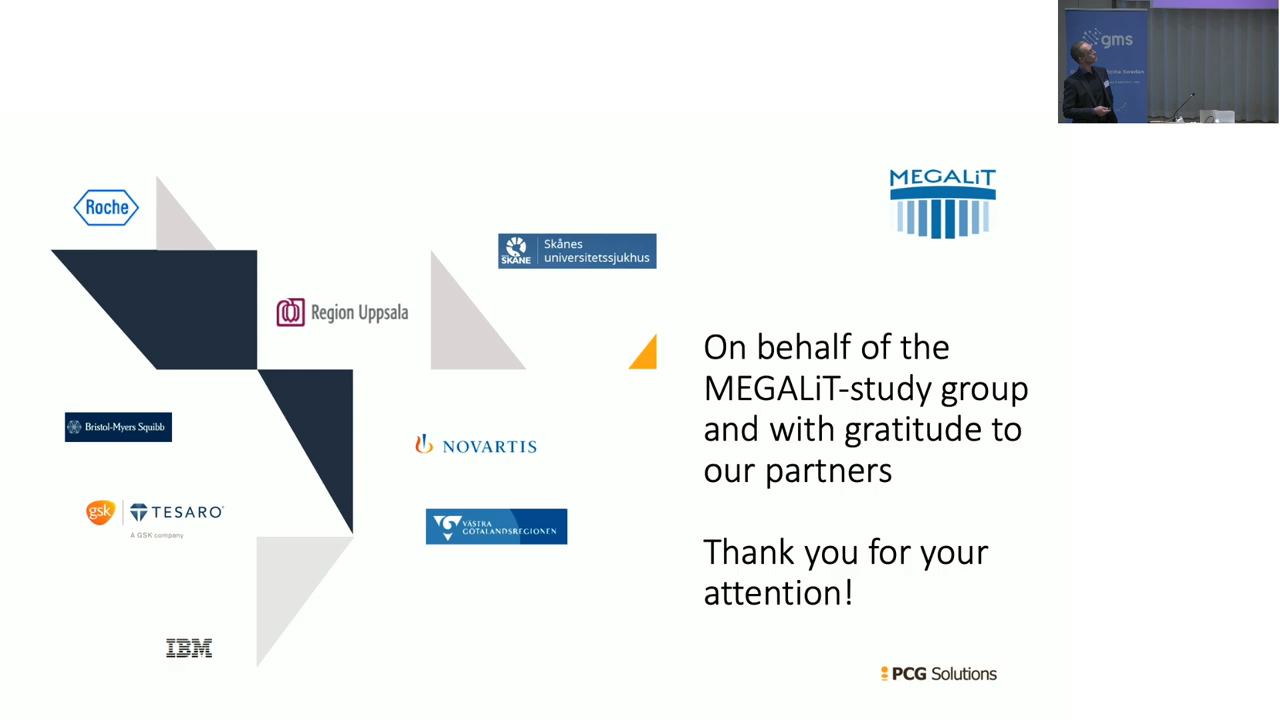 gms
Roche
MEGALiT
SKÅNE
Skånes
universitetssjukhus
Region Uppsala
On behalf of the
MEGALiT-study group
and with gratitude to
our partners
Bristol-Myers Squibb
NOVARTIS
gsk
TESARO
A GSK company
VÄSTRA
GÖTALANDSREGIONEN
Thank you for your
attention!
IBM
PCG Solutions